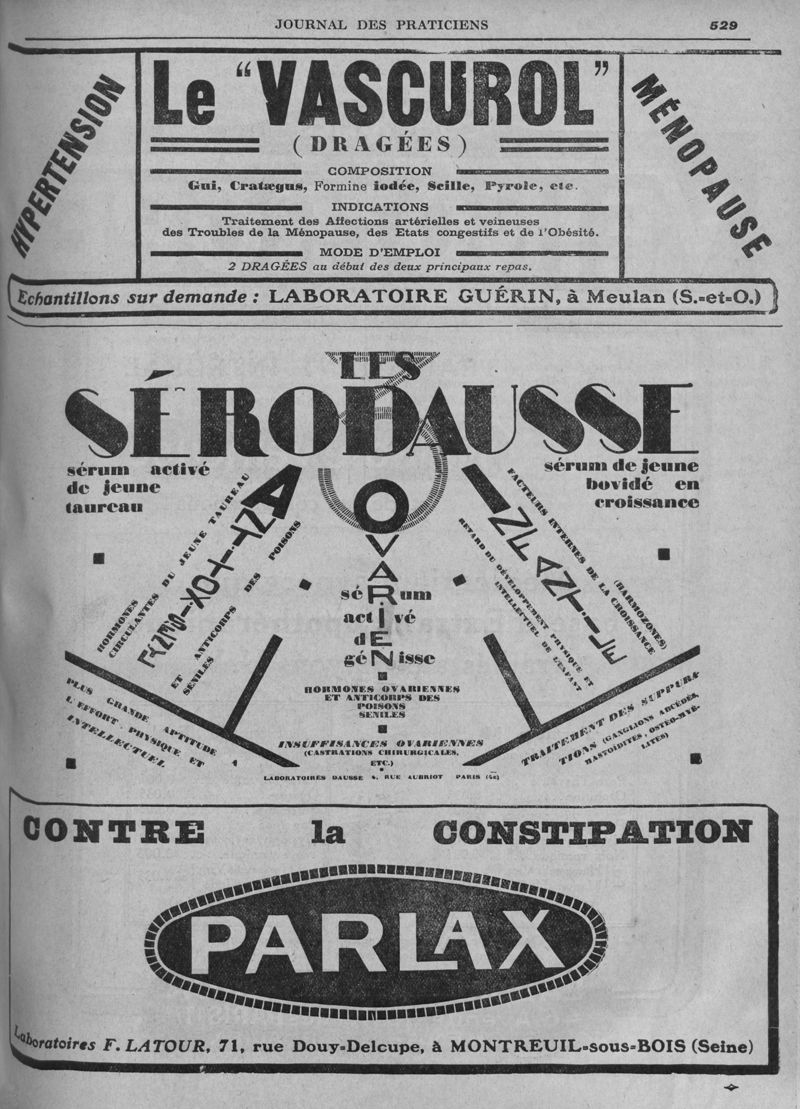 JOURNAL DES PRATICIENS 529
HYPERTENSION
Le "VASCUROL"
(DRAGÉES)
COMPOSITION
Gui, Cratægus, Formine iodée, Scille, Pyrole, etc.
INDICATIONS
Traitement des Affections artérielles et veineuses
des Troubles de la Ménopause, des Etats congestifs et de l'Obésité.
MODE D'EMPLOI
2 DRAGÉES au début des deux principaux repas.
MÉNOPAUSE
Echantillons sur demande : LABORATOIRE GUÉRIN, à Meulan (S.-et-O.)
LES
SÉRODAUSSE
sérum activé
de jeune
taureau
sérum de jeune
bovidé en
croissance
HORMONES
CIRCULANTES DU JEUNE TAUREAU
ET ANTICORPS DES POISONS
SÉNILES
PLUS GRANDE APTITUDE A
L'EFFORT PHYSIQUE ET
INTELLECTUEL
OVARIEN
sérum
activé
de
génisse
HORMONES OVARIENNES
ET ANTICORPS DES
POISONS
SENILES
INSUFFISANCES OVARIENNES
(CASTRATIONS CHIRURGICALES,
ETC.)
INFANTILE
FACTEURS INTERNES DE LA CROISSANCE
(HARMOZONES)
RETARD DU DÉVELOPPEMENT PHYSIQUE ET
INTELLECTUEL DE L'ENFANT
TRAITEMENT DES SUPPURA-
TIONS (GANGLIONS ABCÉDÉS,
MASTOIDITES, OSTÉO-MYÉ-
LITES)
LABORATOIRES DAUSSE 4, RUE AUBRIOT PARIS (4e)
CONTRE la CONSTIPATION
PARLAX
Laboratoires F. LATOUR, 71, rue Douy-Delcupe, à MONTREUIL-sous-BOIS (Seine)